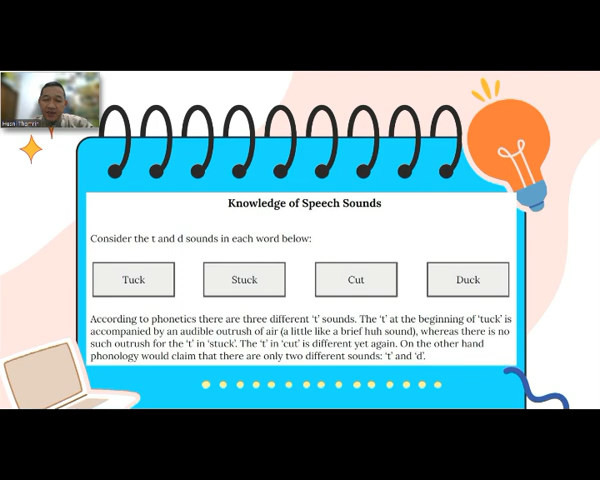 Husni Thamrin
Knowledge of Speech Sounds
Consider the t and d sounds in each word below:
Tuck
Stuck
Cut
Duck
According to phonetics there are three different 't' sounds. The 't' at the beginning of 'tuck' is
accompanied by an audible outrush of air (a little like a brief huh sound), whereas there is no
such outrush for the 't' in 'stuck'. The 't' in 'cut' is different yet again. On the other hand
phonology would claim that there are only two different sounds: 't' and 'd'.